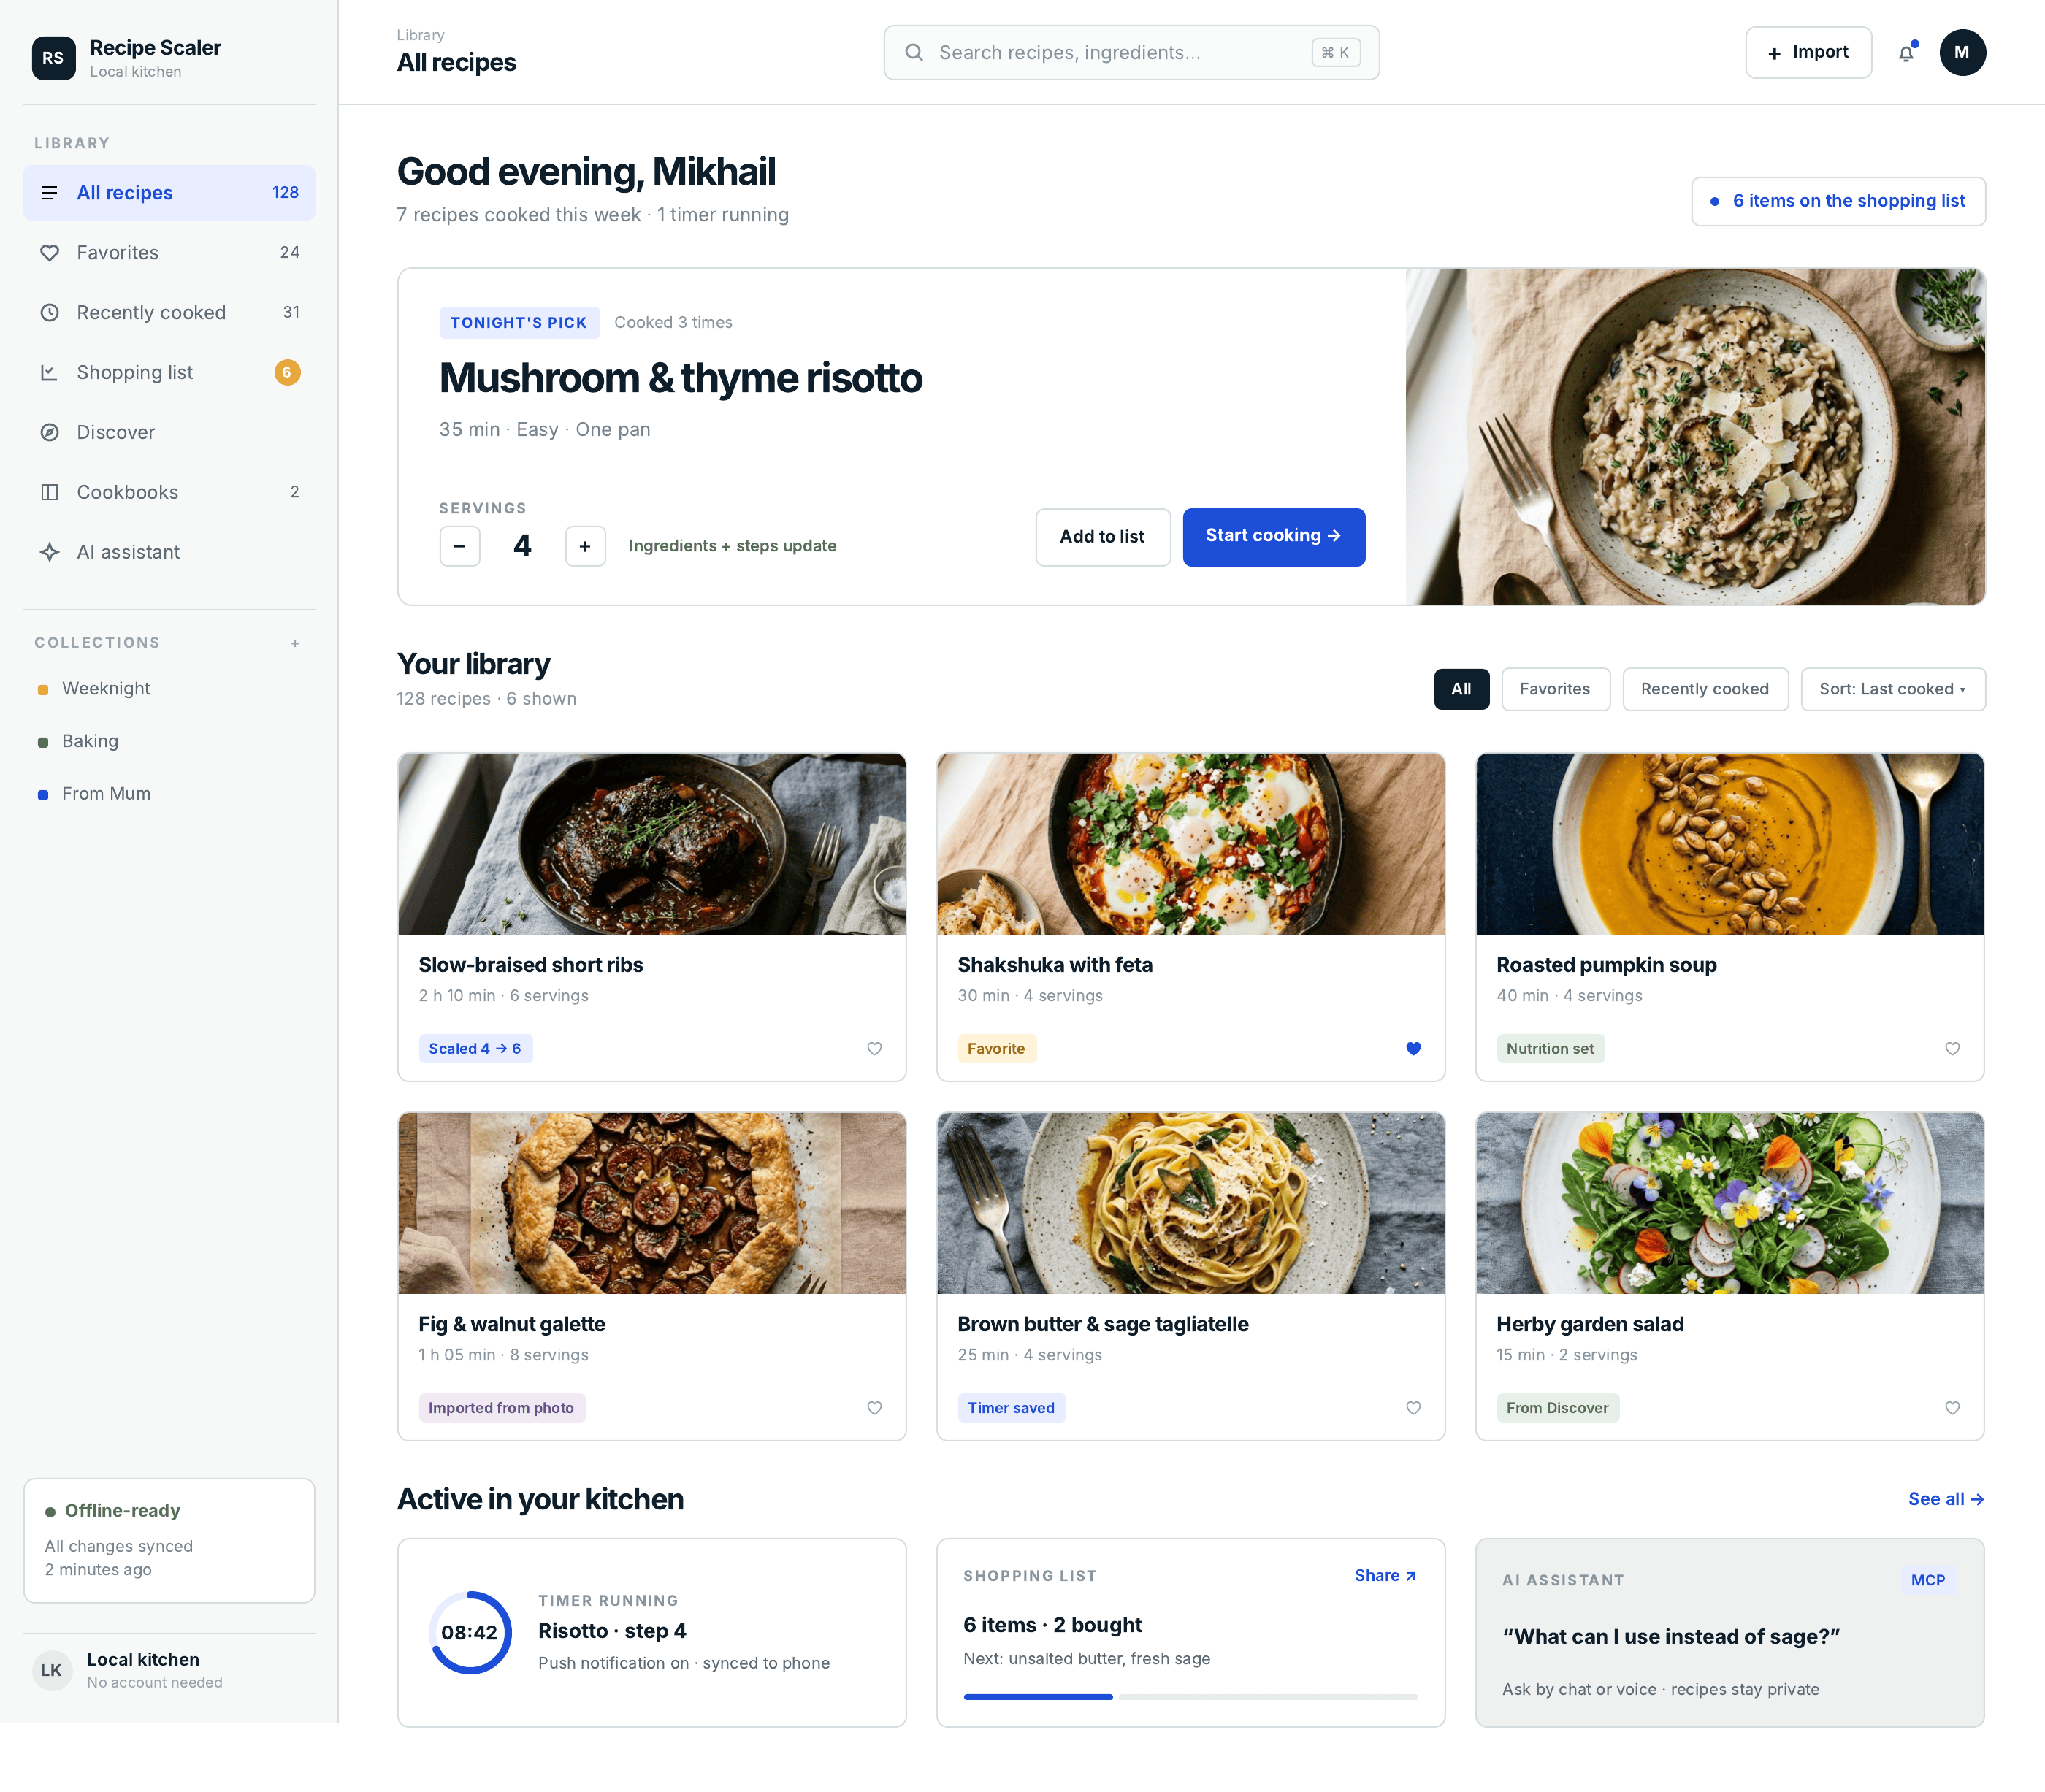 RS
Recipe Scaler
Local kitchen
LIBRARY
All recipes 128
Favorites 24
Recently cooked 31
Shopping list 6
Discover
Cookbooks 2
AI assistant
COLLECTIONS +
Weeknight
Baking
From Mum
Offline-ready
All changes synced
2 minutes ago
LK
Local kitchen
No account needed
Library
All recipes
Search recipes, ingredients... ⌘ K
+ Import
M
Good evening, Mikhail
7 recipes cooked this week · 1 timer running
6 items on the shopping list
TONIGHT'S PICK Cooked 3 times
Mushroom & thyme risotto
35 min · Easy · One pan
SERVINGS
− 4 + Ingredients + steps update
Add to list
Start cooking →
Your library
128 recipes · 6 shown
All Favorites Recently cooked Sort: Last cooked ▾
Slow-braised short ribs
2 h 10 min · 6 servings
Scaled 4 → 6
Shakshuka with feta
30 min · 4 servings
Favorite
Roasted pumpkin soup
40 min · 4 servings
Nutrition set
Fig & walnut galette
1 h 05 min · 8 servings
Imported from photo
Brown butter & sage tagliatelle
25 min · 4 servings
Timer saved
Herby garden salad
15 min · 2 servings
From Discover
Active in your kitchen
See all →
08:42
TIMER RUNNING
Risotto · step 4
Push notification on · synced to phone
SHOPPING LIST Share ↗
6 items · 2 bought
Next: unsalted butter, fresh sage
AI ASSISTANT MCP
“What can I use instead of sage?”
Ask by chat or voice · recipes stay private